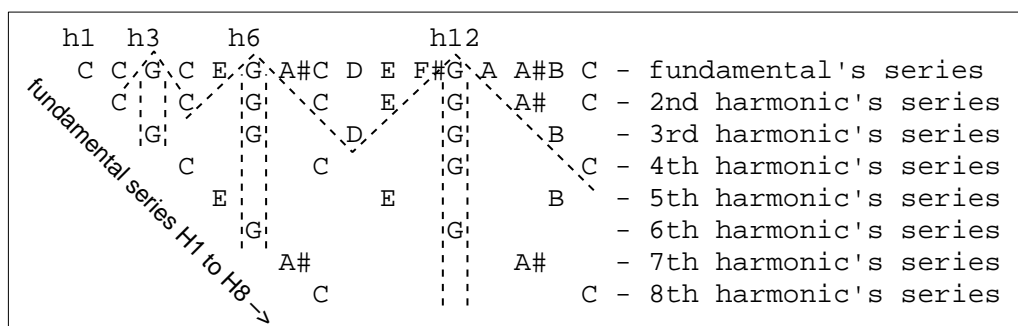 h1 h3 h6 h12
C C G C E G A#C D E F#G A A#B C - fundamental's series
C C G C E G A# C - 2nd harmonic's series
G G D G B - 3rd harmonic's series
C C G C - 4th harmonic's series
E E B - 5th harmonic's series
G G - 6th harmonic's series
A# A# - 7th harmonic's series
C C - 8th harmonic's series
fundamental series H1 to H8 -->